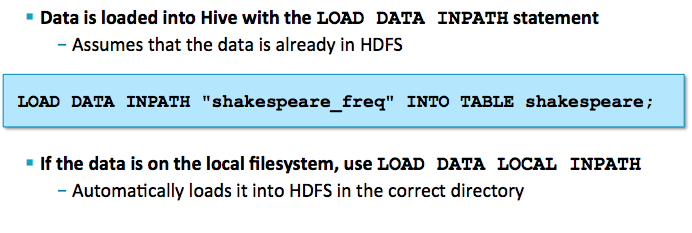 ▪ Data is loaded into Hive with the LOAD DATA INPATH statement
– Assumes that the data is already in HDFS
LOAD DATA INPATH "shakespeare_freq" INTO TABLE shakespeare;
▪ If the data is on the local filesystem, use LOAD DATA LOCAL INPATH
– Automatically loads it into HDFS in the correct directory